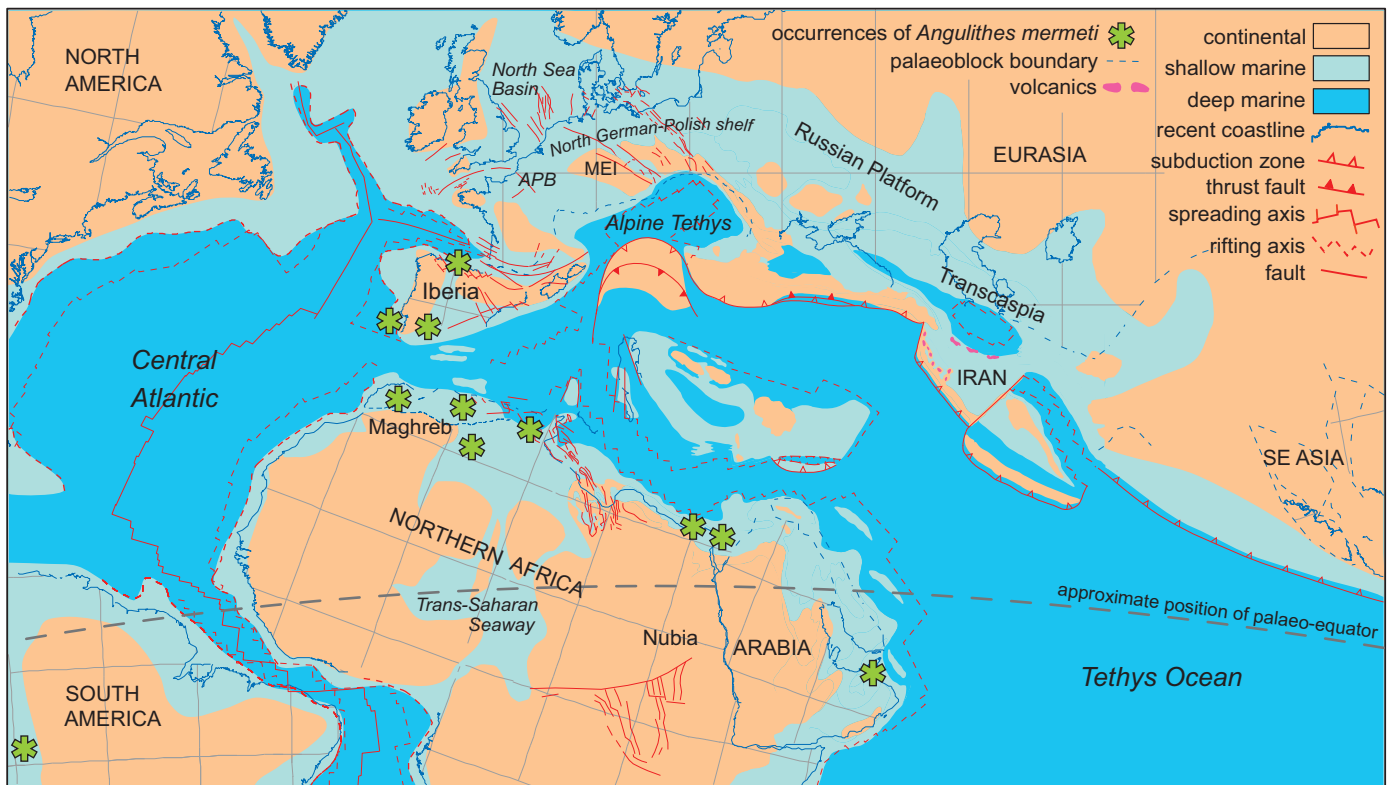 NORTH
AMERICA
North Sea
Basin
North German-Polish shelf
MEI
APB
Russian Platform
EURASIA
Alpine Tethys
Iberia
Transcaspia
Central
Atlantic
IRAN
Maghreb
SE ASIA
NORTHERN AFRICA
Trans-Saharan
Seaway
approximate position of palaeo-equator
Nubia
ARABIA
Tethys Ocean
SOUTH
AMERICA
occurrences of Angulithes mermeti
palaeoblock boundary
volcanics
continental
shallow marine
deep marine
recent coastline
subduction zone
thrust fault
spreading axis
rifting axis
fault